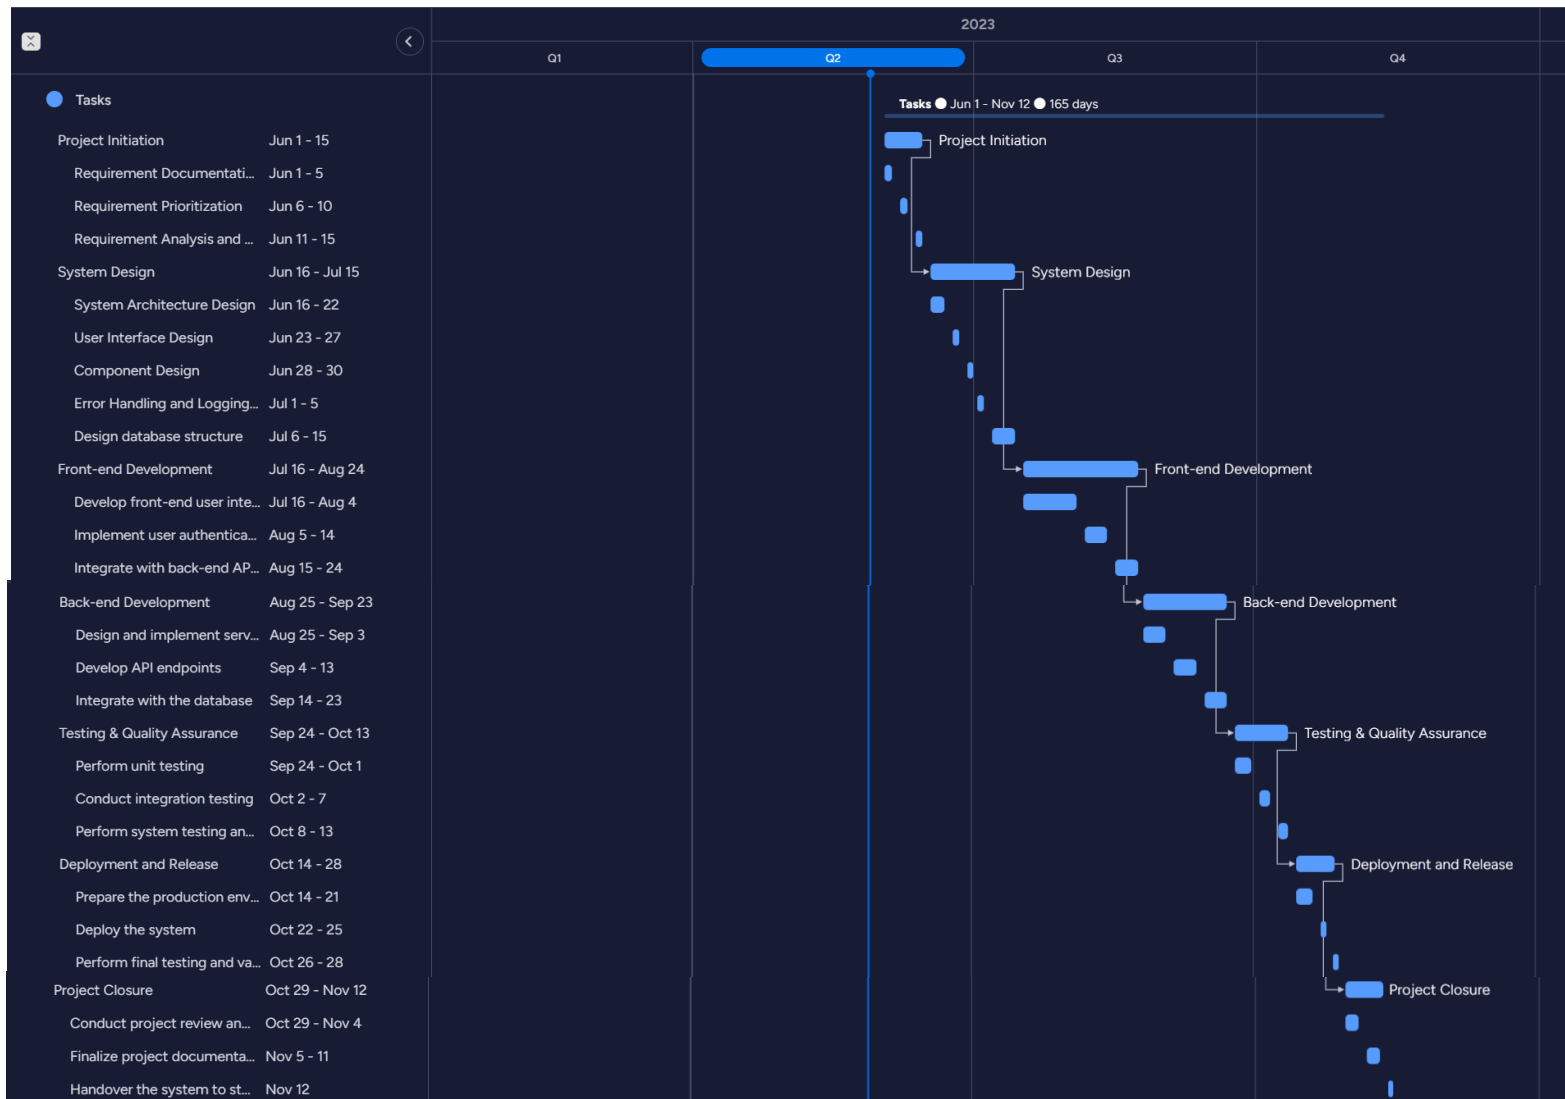 2023
Q1 Q2 Q3 Q4
Tasks
Tasks Jun 1 - Nov 12 165 days
Project Initiation Jun 1 - 15 Project Initiation
Requirement Documentati... Jun 1 - 5
Requirement Prioritization Jun 6 - 10
Requirement Analysis and ... Jun 11 - 15
System Design Jun 16 - Jul 15 System Design
System Architecture Design Jun 16 - 22
User Interface Design Jun 23 - 27
Component Design Jun 28 - 30
Error Handling and Logging... Jul 1 - 5
Design database structure Jul 6 - 15
Front-end Development Jul 16 - Aug 24 Front-end Development
Develop front-end user inte... Jul 16 - Aug 4
Implement user authentica... Aug 5 - 14
Integrate with back-end AP... Aug 15 - 24
Back-end Development Aug 25 - Sep 23 Back-end Development
Design and implement serv... Aug 25 - Sep 3
Develop API endpoints Sep 4 - 13
Integrate with the database Sep 14 - 23
Testing & Quality Assurance Sep 24 - Oct 13 Testing & Quality Assurance
Perform unit testing Sep 24 - Oct 1
Conduct integration testing Oct 2 - 7
Perform system testing an... Oct 8 - 13
Deployment and Release Oct 14 - 28 Deployment and Release
Prepare the production env... Oct 14 - 21
Deploy the system Oct 22 - 25
Perform final testing and va... Oct 26 - 28
Project Closure Oct 29 - Nov 12 Project Closure
Conduct project review an... Oct 29 - Nov 4
Finalize project documenta... Nov 5 - 11
Handover the system to st... Nov 12